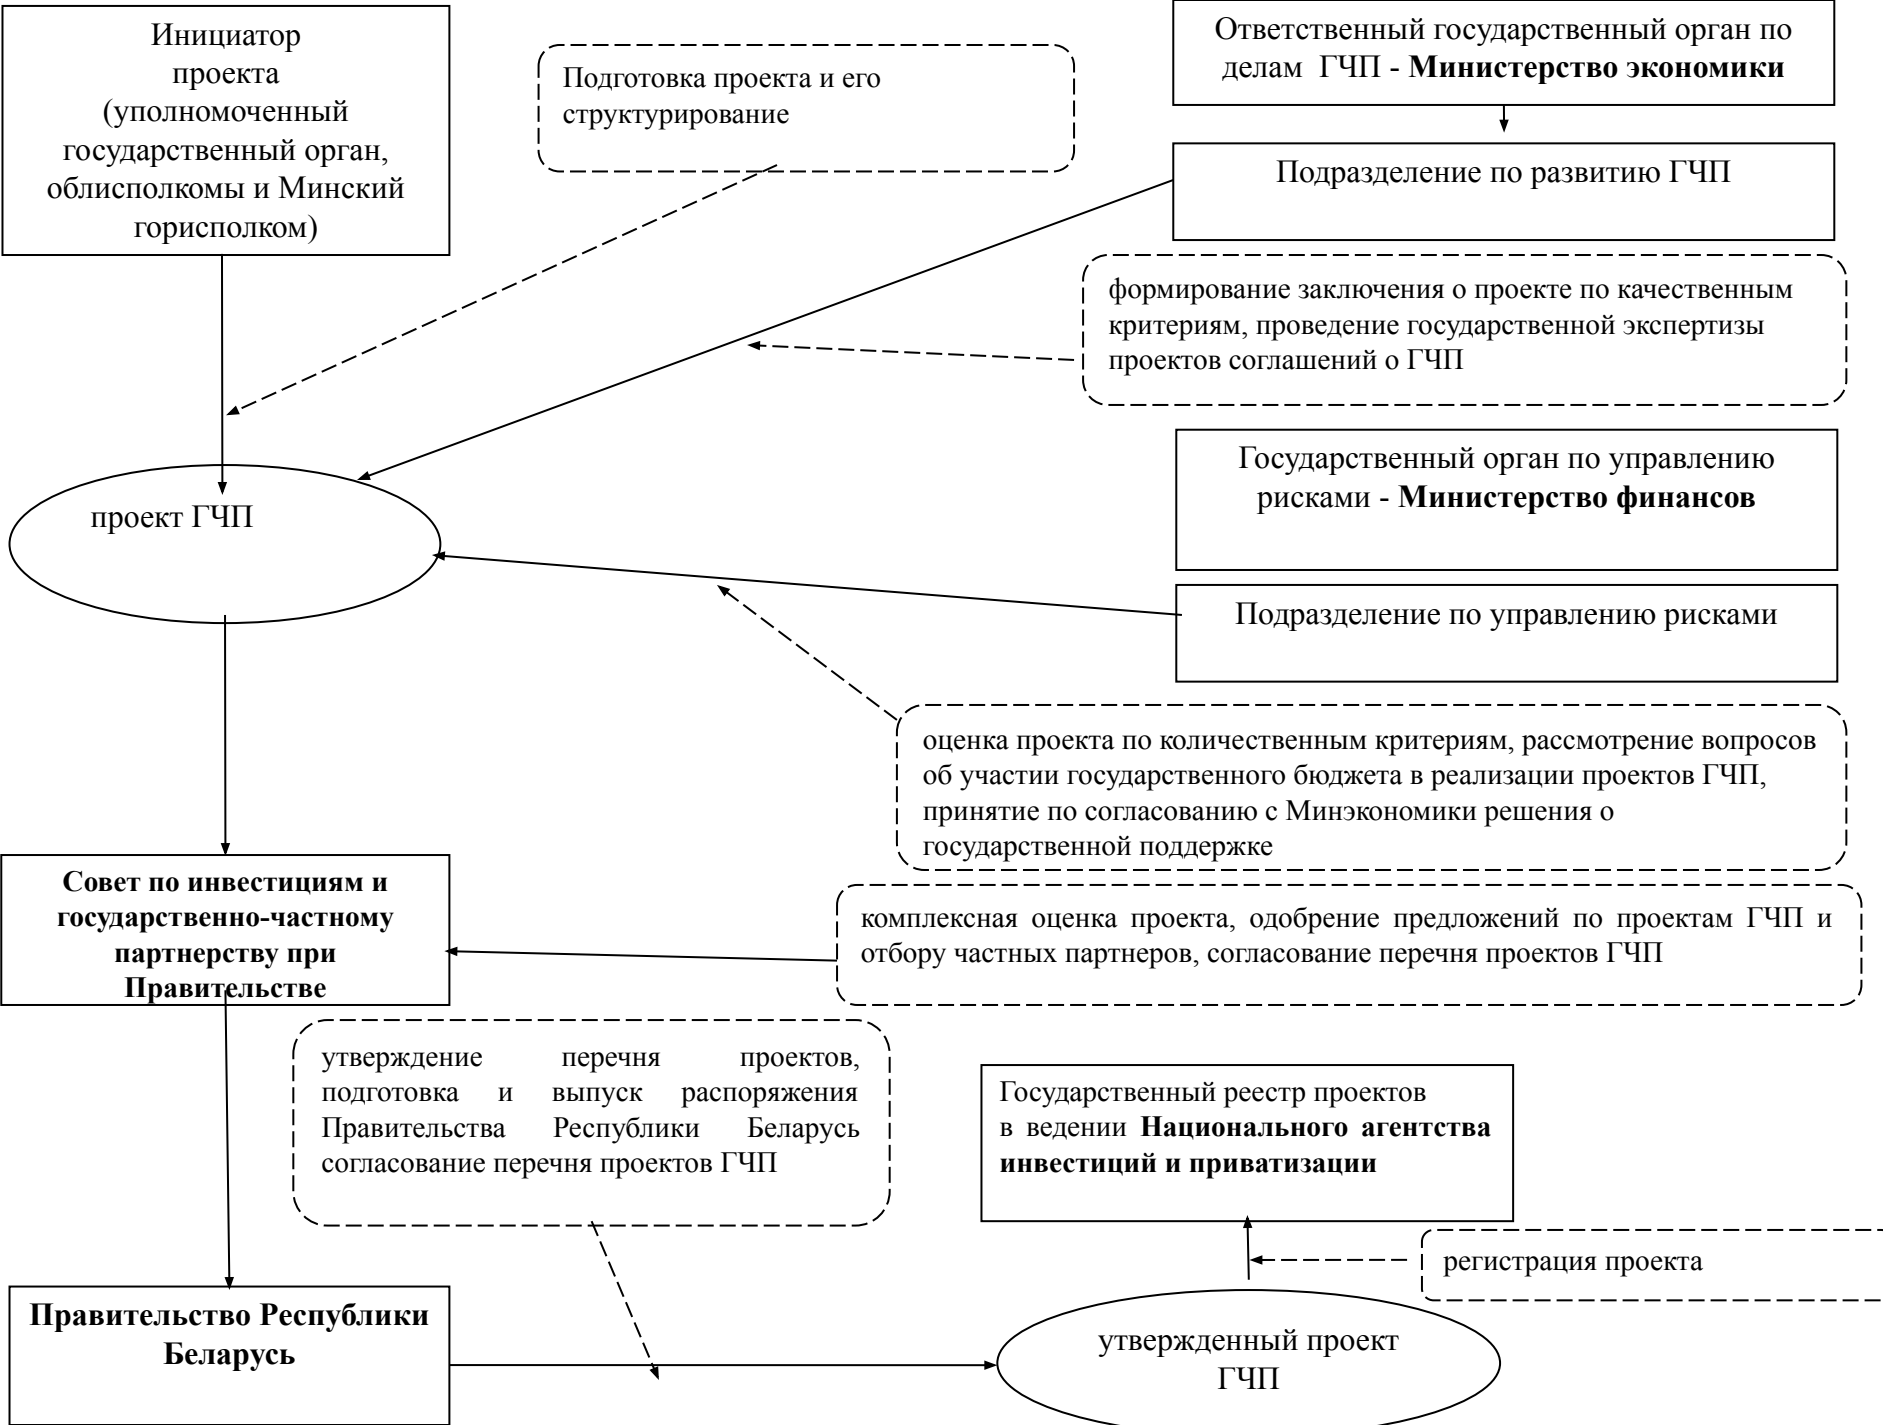 Инициатор
проекта
(уполномоченный
государственный орган,
облисполкомы и Минский
горисполком)
Подготовка проекта и его
структурирование
Ответственный государственный орган по
делам ГЧП - Министерство экономики
Подразделение по развитию ГЧП
формирование заключения о проекте по качественным
критериям, проведение государственной экспертизы
проектов соглашений о ГЧП
Государственный орган по управлению
рисками - Министерство финансов
проект ГЧП
Подразделение по управлению рисками
оценка проекта по количественным критериям, рассмотрение вопросов
об участии государственного бюджета в реализации проектов ГЧП,
принятие по согласованию с Минэкономики решения о
государственной поддержке
Совет по инвестициям и
государственно-частному
партнерству при
Правительстве
комплексная оценка проекта, одобрение предложений по проектам ГЧП и
отбору частных партнеров, согласование перечня проектов ГЧП
утверждение перечня проектов,
подготовка и выпуск распоряжения
Правительства Республики Беларусь
согласование перечня проектов ГЧП
Государственный реестр проектов
в ведении Национального агентства
инвестиций и приватизации
регистрация проекта
Правительство Республики
Беларусь
утвержденный проект
ГЧП